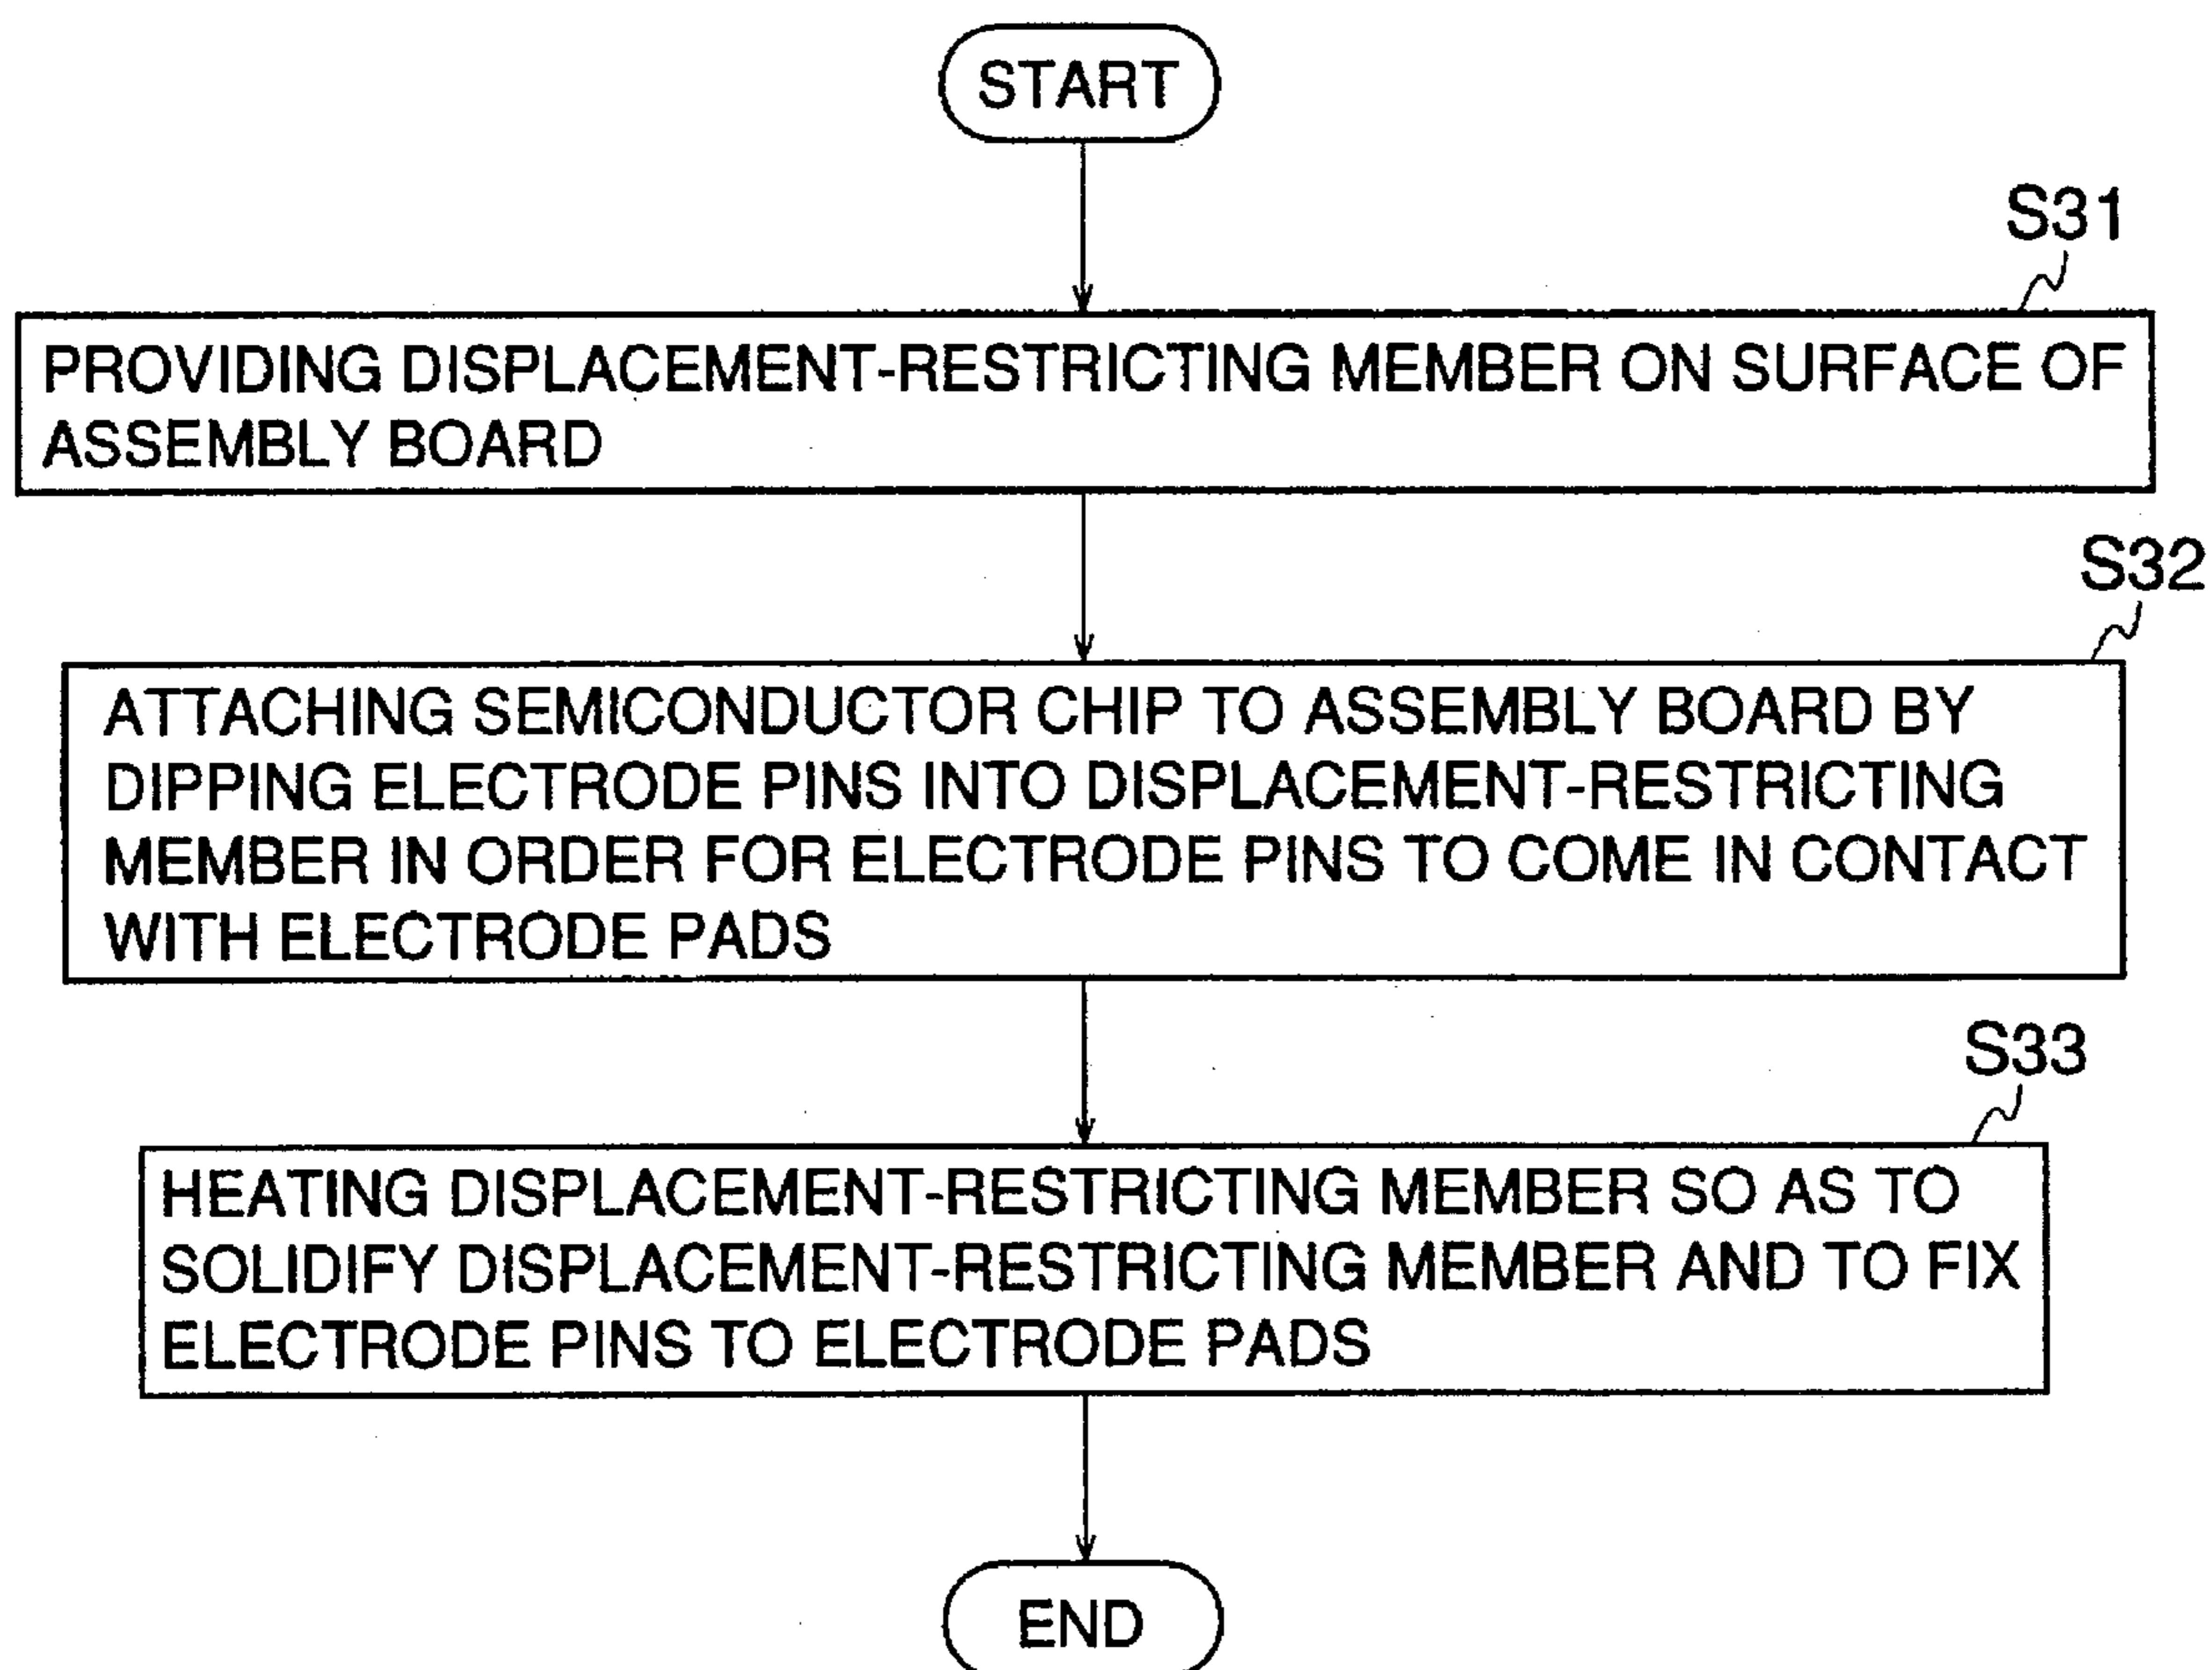 START
S31
PROVIDING DISPLACEMENT-RESTRICTING MEMBER ON SURFACE OF
ASSEMBLY BOARD
S32
ATTACHING SEMICONDUCTOR CHIP TO ASSEMBLY BOARD BY
DIPPING ELECTRODE PINS INTO DISPLACEMENT-RESTRICTING
MEMBER IN ORDER FOR ELECTRODE PINS TO COME IN CONTACT
WITH ELECTRODE PADS
S33
HEATING DISPLACEMENT-RESTRICTING MEMBER SO AS TO
SOLIDIFY DISPLACEMENT-RESTRICTING MEMBER AND TO FIX
ELECTRODE PINS TO ELECTRODE PADS
END